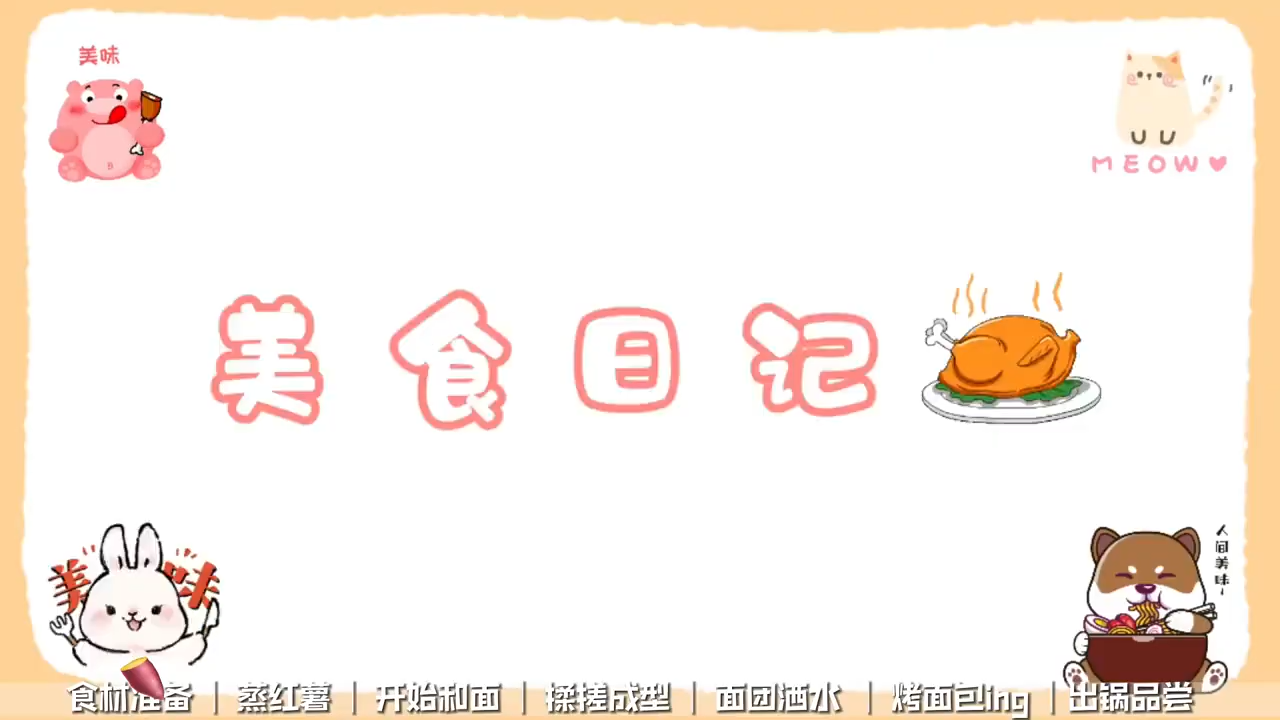 美味
MEOW
美食日记
美味
人间美味~
食材准备 | 蒸红薯 | 开始和面 | 揉搓成型 | 面团洒水 | 烤面包ing | 出锅品尝